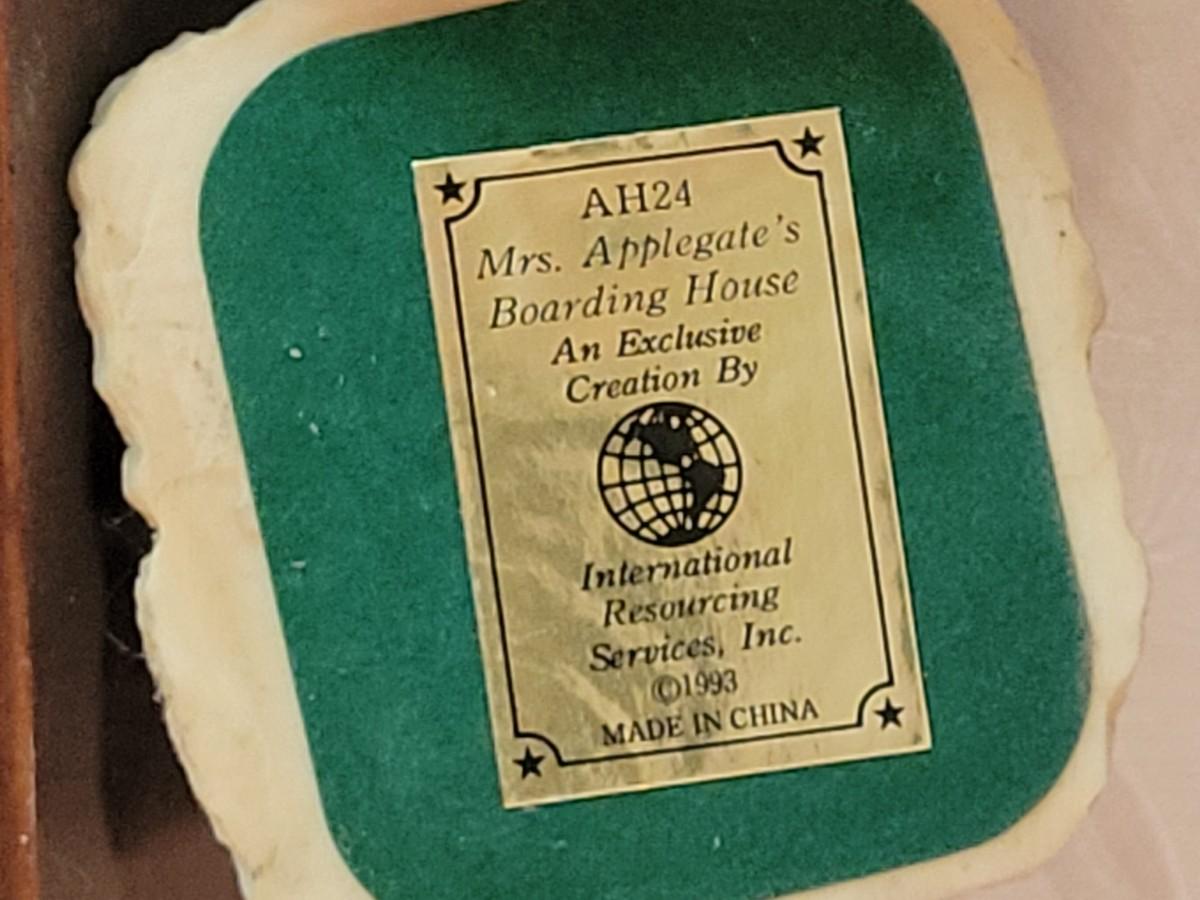 AH24
Mrs. Applegate's
Boarding House
An Exclusive
Creation By
International
Resourcing
Services, Inc.
©1993
MADE IN CHINA